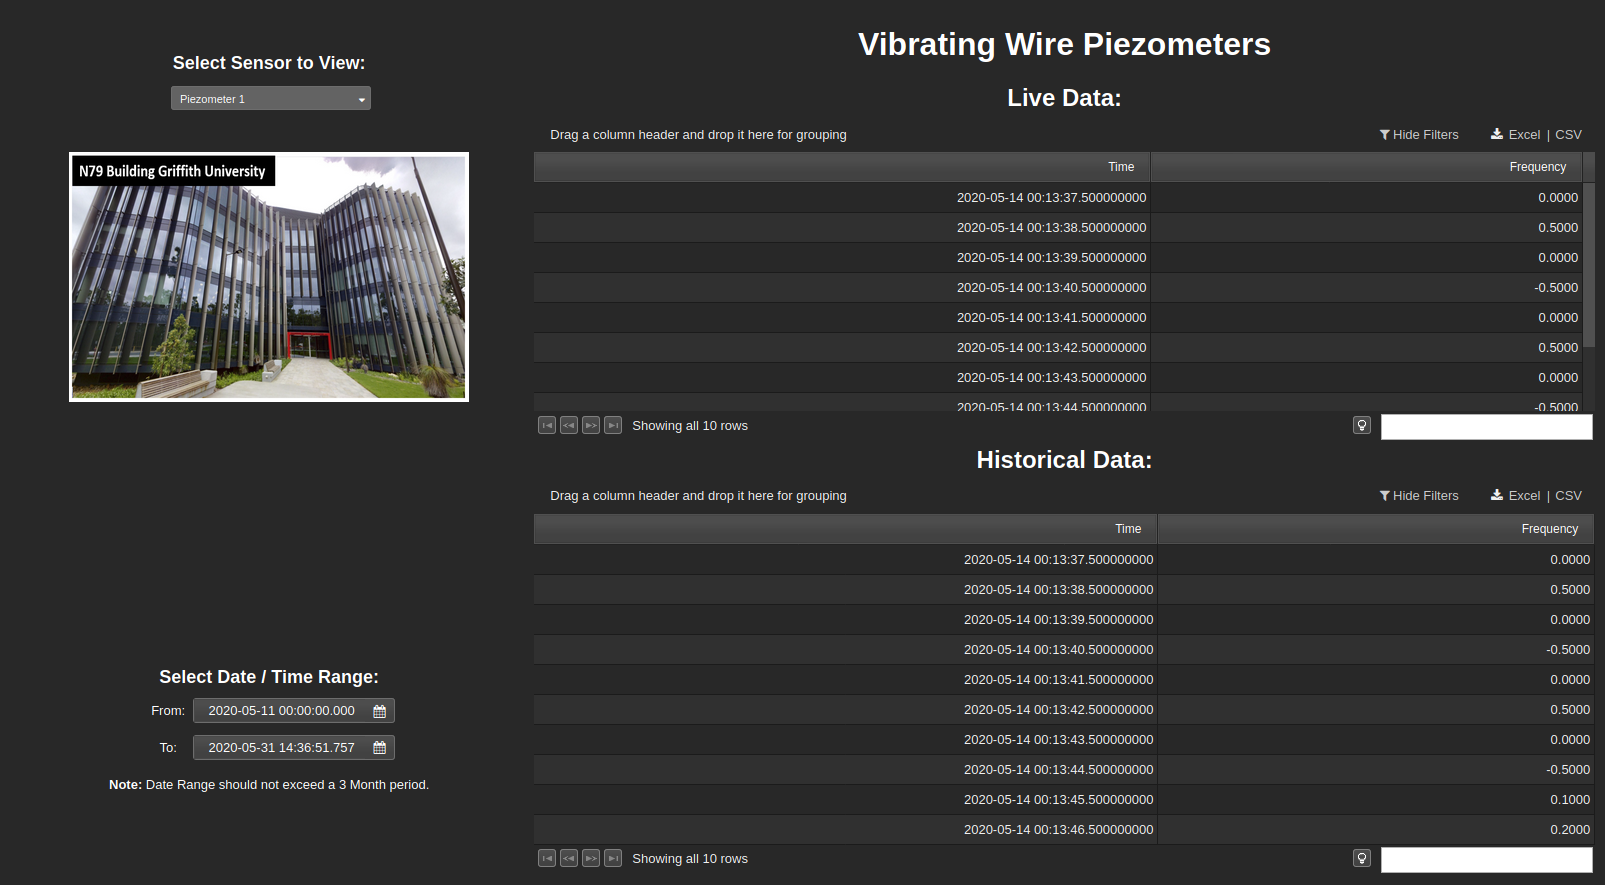 Select Sensor to View:
Piezometer 1
N79 Building Griffith University
Select Date / Time Range:
From: 2020-05-11 00:00:00.000
To: 2020-05-31 14:36:51.757
Note: Date Range should not exceed a 3 Month period.
Vibrating Wire Piezometers
Live Data:
Drag a column header and drop it here for grouping Hide Filters Excel | CSV
Time Frequency
2020-05-14 00:13:37.500000000 0.0000
2020-05-14 00:13:38.500000000 0.5000
2020-05-14 00:13:39.500000000 0.0000
2020-05-14 00:13:40.500000000 -0.5000
2020-05-14 00:13:41.500000000 0.0000
2020-05-14 00:13:42.500000000 0.5000
2020-05-14 00:13:43.500000000 0.0000
2020-05-14 00:13:44.500000000 -0.5000
Showing all 10 rows
Historical Data:
Drag a column header and drop it here for grouping Hide Filters Excel | CSV
Time Frequency
2020-05-14 00:13:37.500000000 0.0000
2020-05-14 00:13:38.500000000 0.5000
2020-05-14 00:13:39.500000000 0.0000
2020-05-14 00:13:40.500000000 -0.5000
2020-05-14 00:13:41.500000000 0.0000
2020-05-14 00:13:42.500000000 0.5000
2020-05-14 00:13:43.500000000 0.0000
2020-05-14 00:13:44.500000000 -0.5000
2020-05-14 00:13:45.500000000 0.1000
2020-05-14 00:13:46.500000000 0.2000
Showing all 10 rows